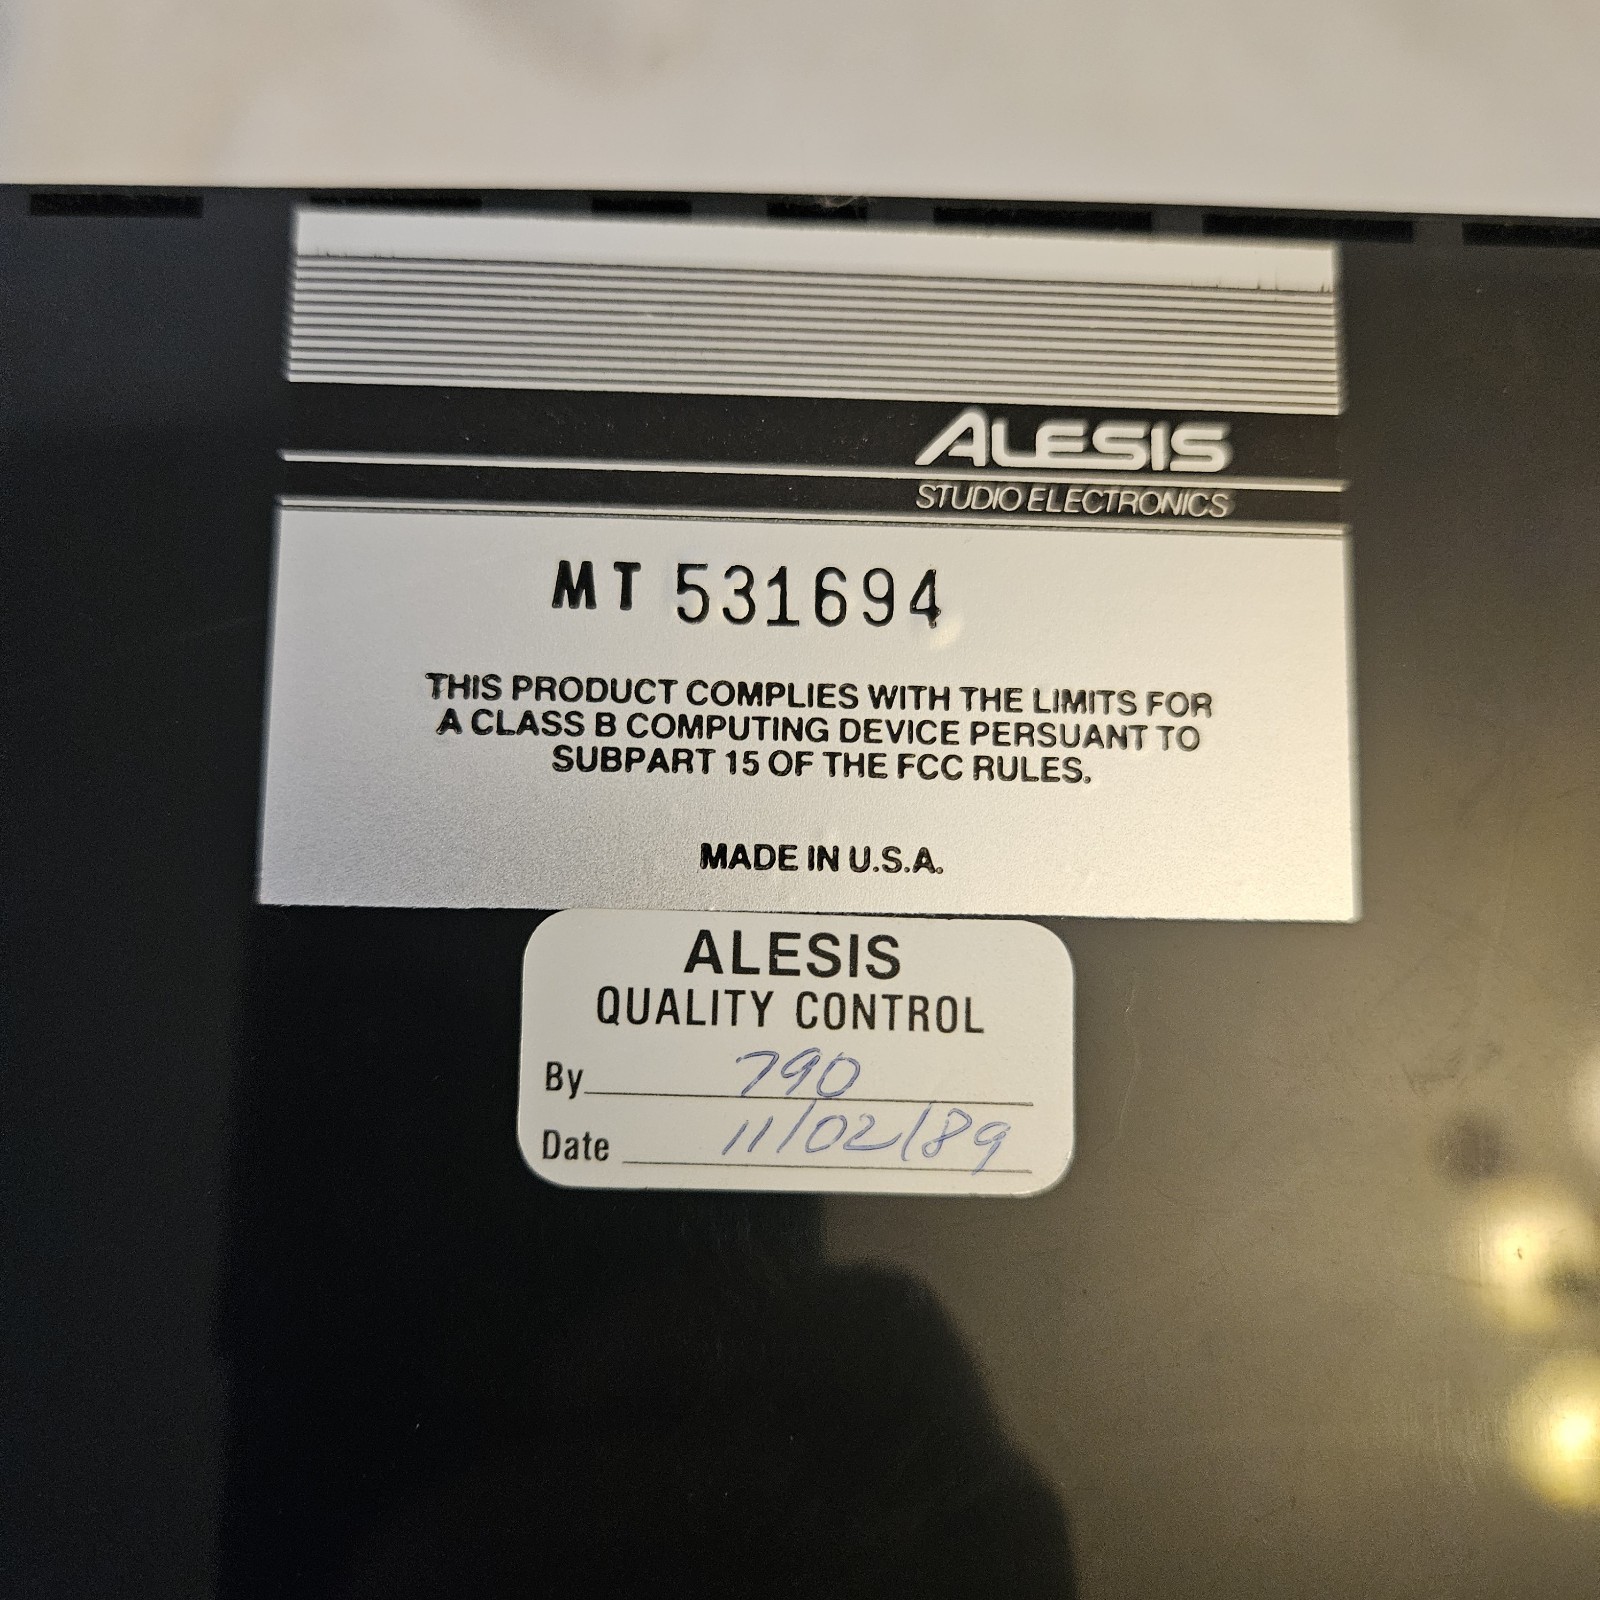 ALESIS
STUDIO ELECTRONICS
MT 531694
THIS PRODUCT COMPLIES WITH THE LIMITS FOR
A CLASS B COMPUTING DEVICE PERSUANT TO
SUBPART 15 OF THE FCC RULES.
MADE IN U.S.A.
ALESIS
QUALITY CONTROL
By 790
Date 11/02/89